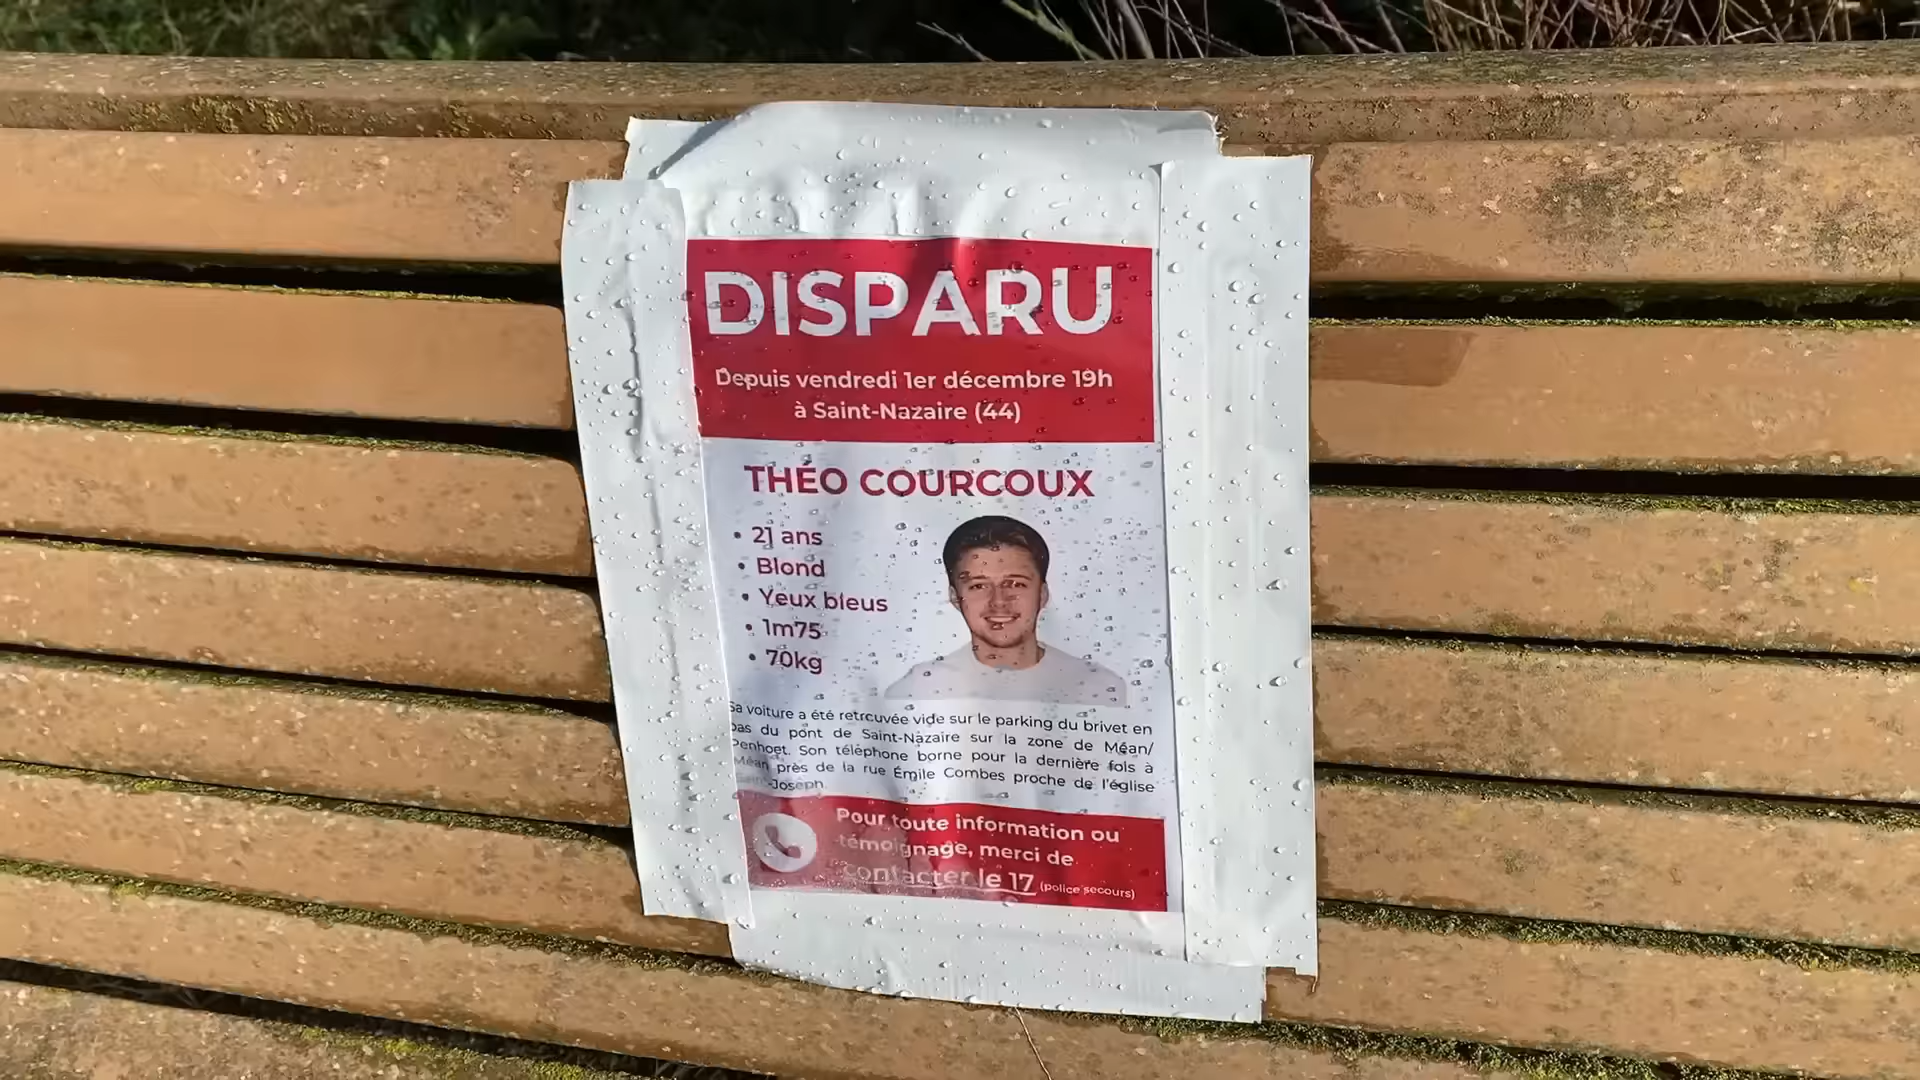 DISPARU
Depuis vendredi 1er décembre 19h
à Saint-Nazaire (44)
THÉO COURCOUX
• 21 ans
• Blond
• Yeux bleus
• 1m75
• 70kg
Sa voiture a été retrouvée vide sur le parking du brivet en
bas du pont de Saint-Nazaire sur la zone de Méan/
Penhoet. Son téléphone borne pour la dernière fois à
Méan près de la rue Émile Combes proche de l'église
Saint-Joseph
Pour toute information ou
témoignage, merci de
contacter le 17 (police secours)